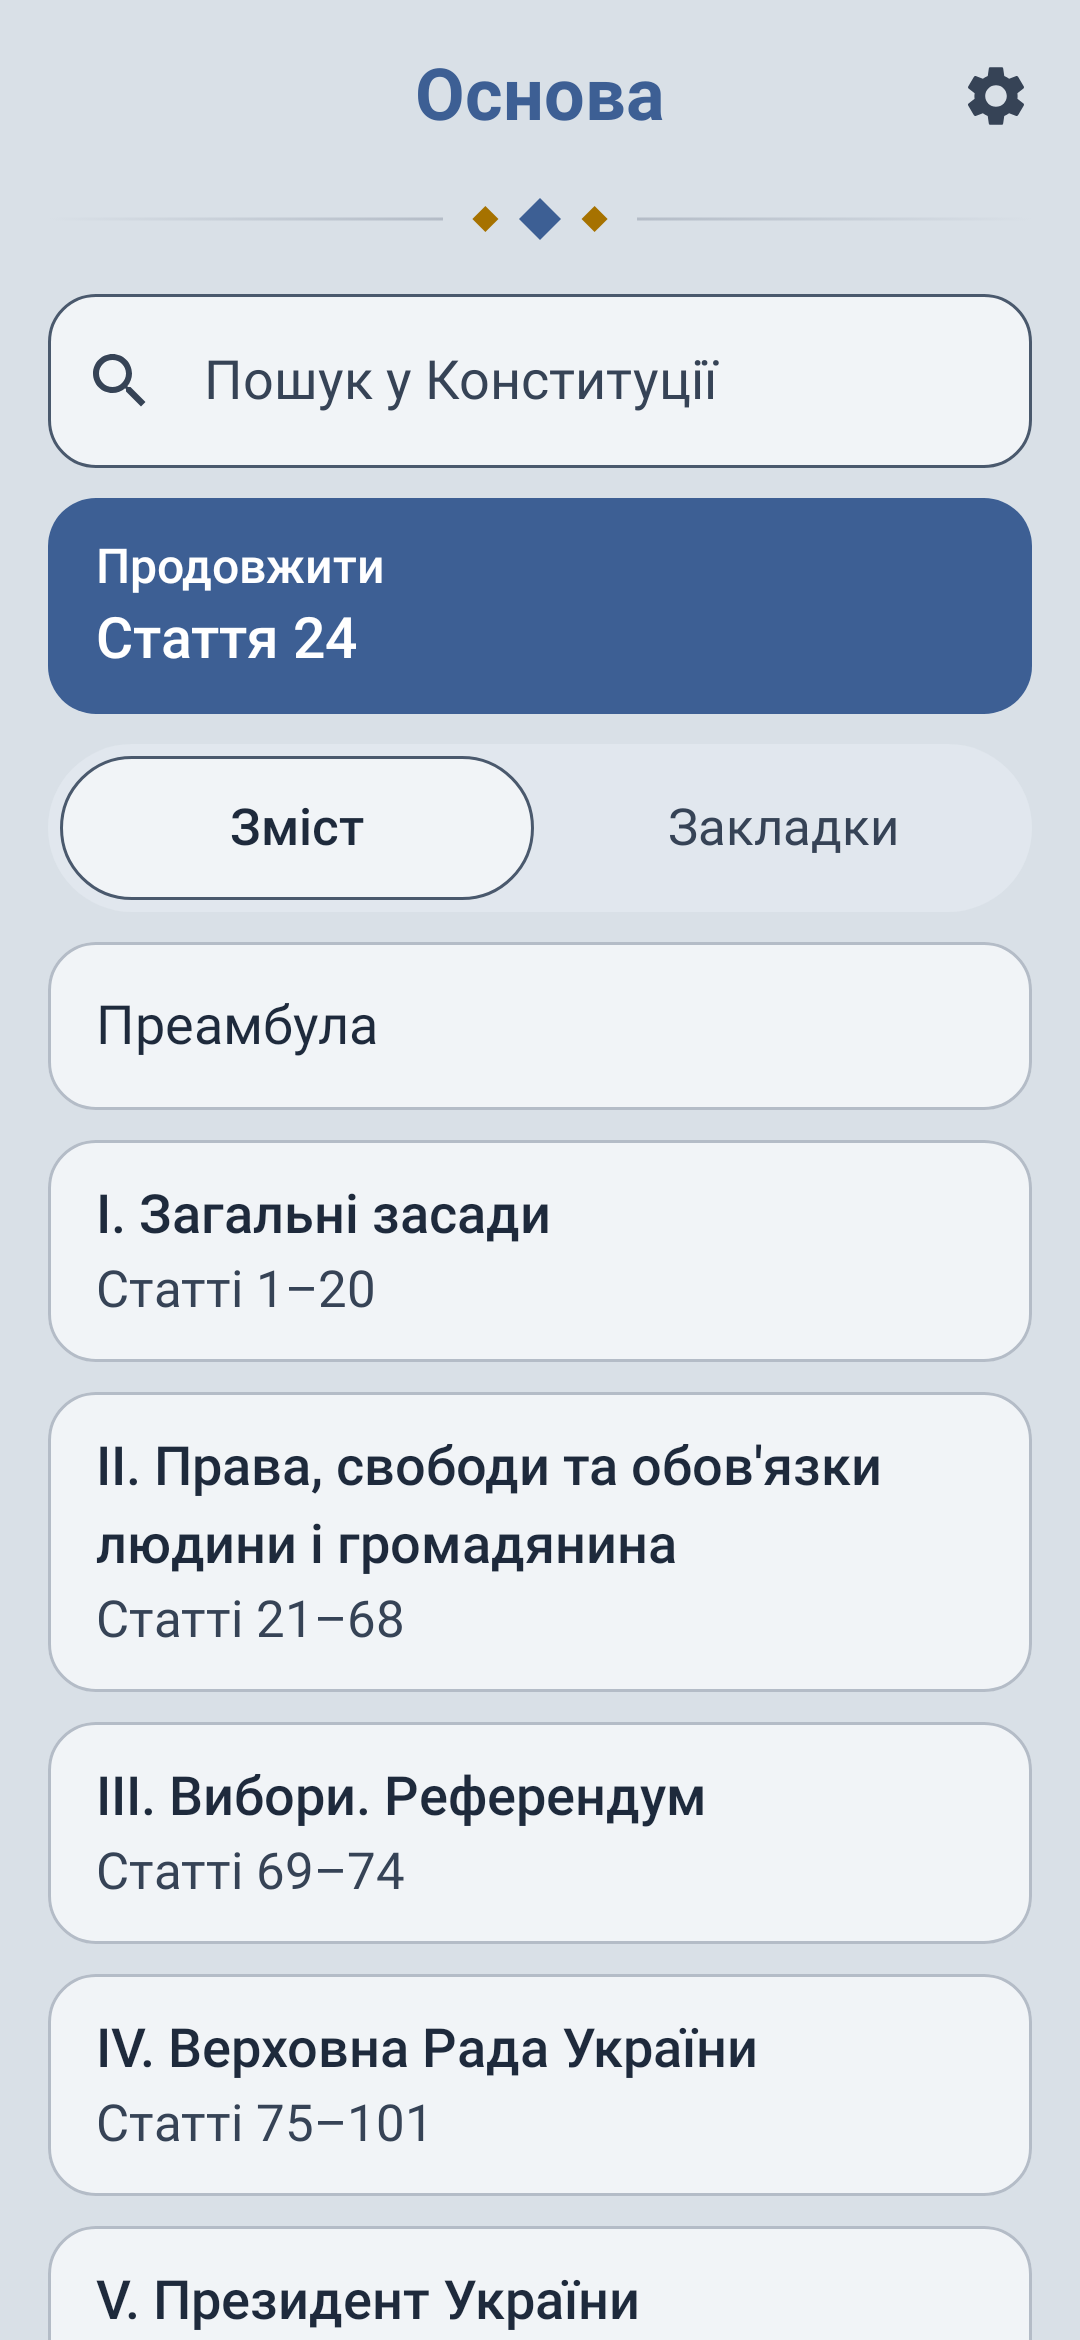 Основа
Пошук у Конституції
Продовжити
Стаття 24
Зміст
Закладки
Преамбула
I. Загальні засади
Статті 1–20
II. Права, свободи та обов'язки
людини і громадянина
Статті 21–68
III. Вибори. Референдум
Статті 69–74
IV. Верховна Рада України
Статті 75–101
V. Президент України